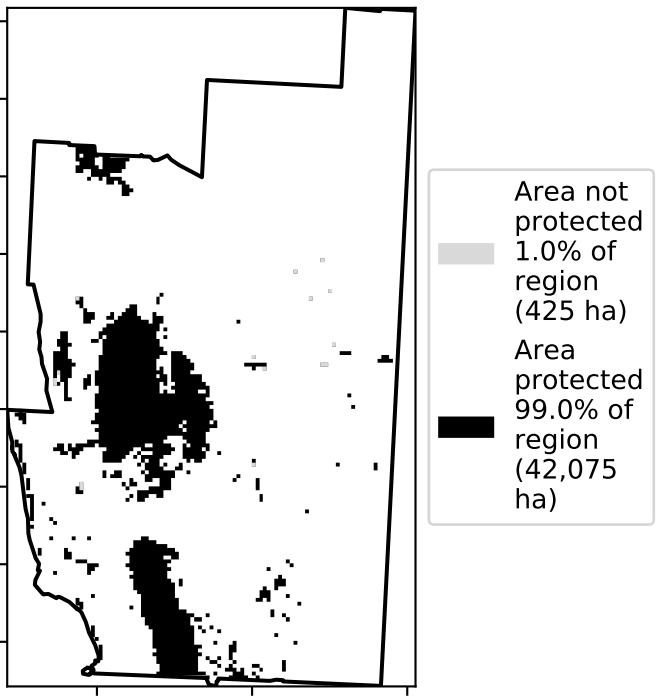 Area not
protected
1.0% of
region
(425 ha)
Area
protected
99.0% of
region
(42,075
ha)